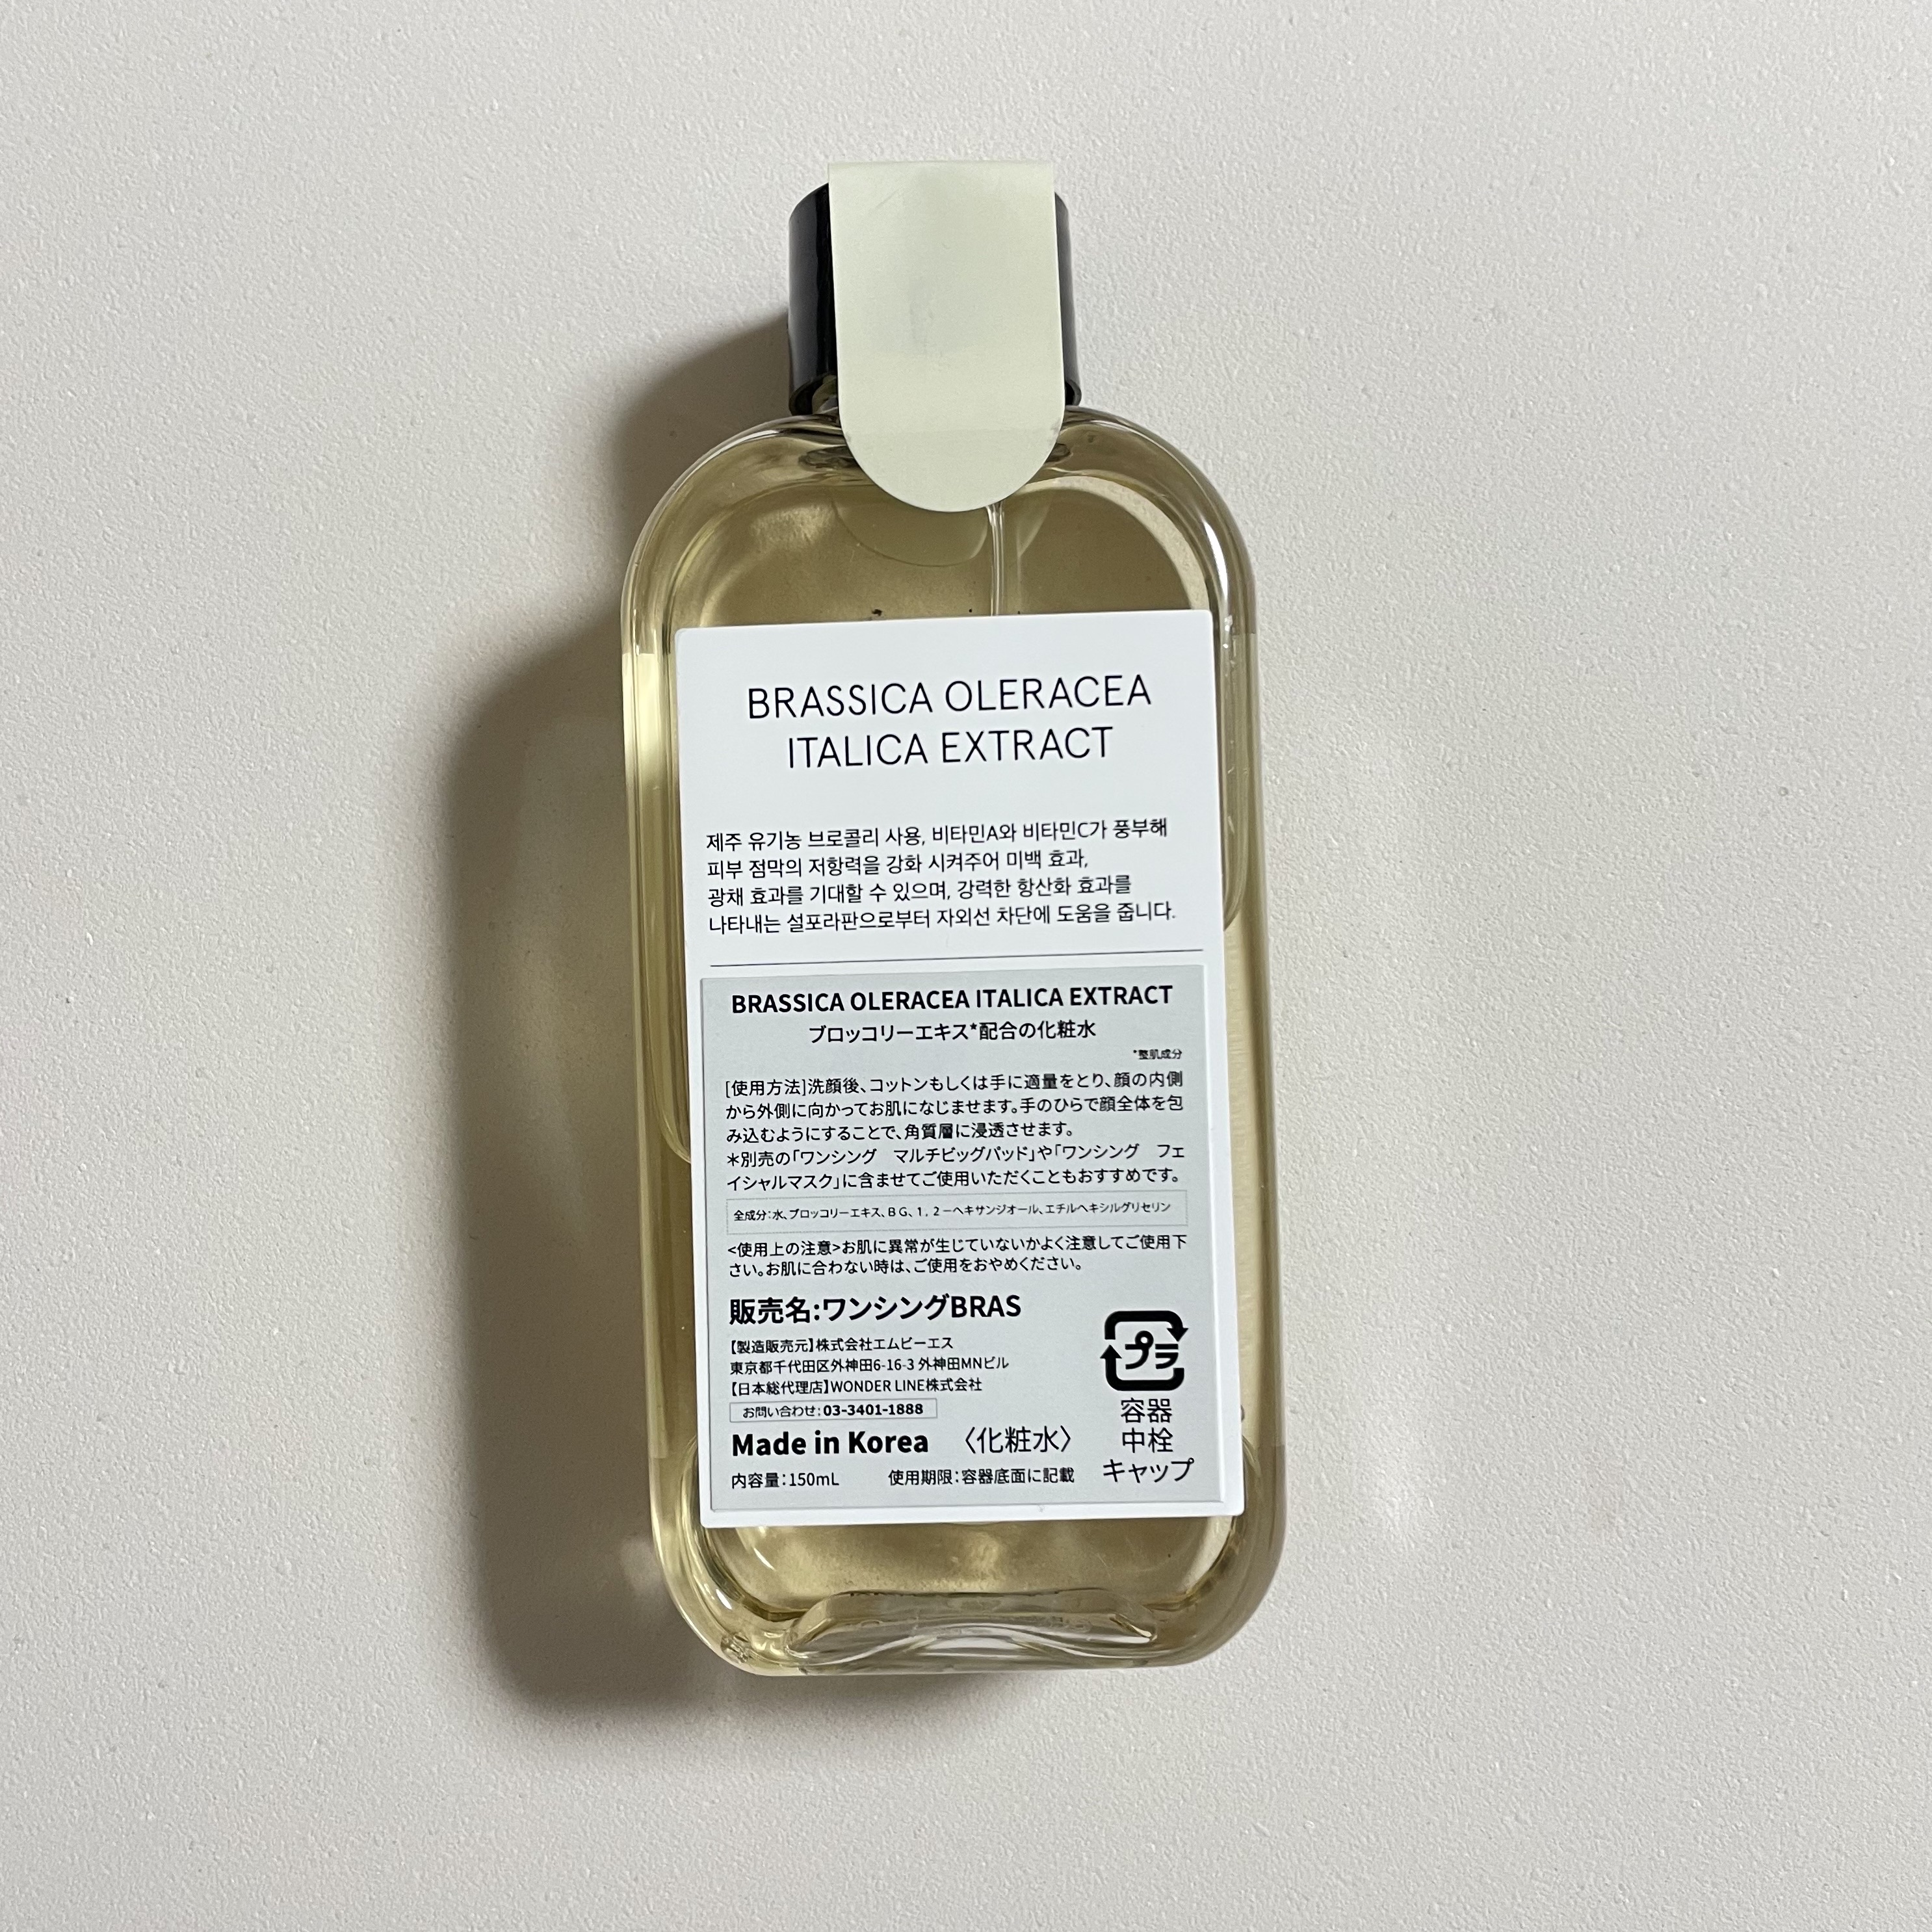 BRASSICA OLERACEA
ITALICA EXTRACT
제주 유기농 브로콜리 사용, 비타민A와 비타민C가 풍부해
피부 점막의 저항력을 강화 시켜주어 미백 효과,
광채 효과를 기대할 수 있으며, 강력한 항산화 효과를
나타내는 설포라판으로부터 자외선 차단에 도움을 줍니다.
BRASSICA OLERACEA ITALICA EXTRACT
ブロッコリーエキス*配合の化粧水
*整肌成分
[使用方法]洗顔後、コットンもしくは手に適量をとり、顔の内側
から外側に向かってお肌になじませます。手のひらで顔全体を包
み込むようにすることで、角質層に浸透させます。
＊別売の「ワンシング　マルチビッグパッド」や「ワンシング　フェ
イシャルマスク」に含ませてご使用いただくこともおすすめです。
全成分：水、ブロッコリーエキス、ＢＧ、１，２－ヘキサンジオール、エチルヘキシルグリセリン
<使用上の注意>お肌に異常が生じていないかよく注意してご使用下
さい。お肌に合わない時は、ご使用をおやめください。
販売名:ワンシングBRAS
【製造販売元】株式会社エムビーエス
東京都千代田区外神田6-16-3 外神田MNビル
【日本総代理店】WONDER LINE株式会社
お問い合わせ：03-3401-1888
Made in Korea 〈化粧水〉
内容量：150mL 使用期限：容器底面に記載
プラ
容器
中栓
キャップ